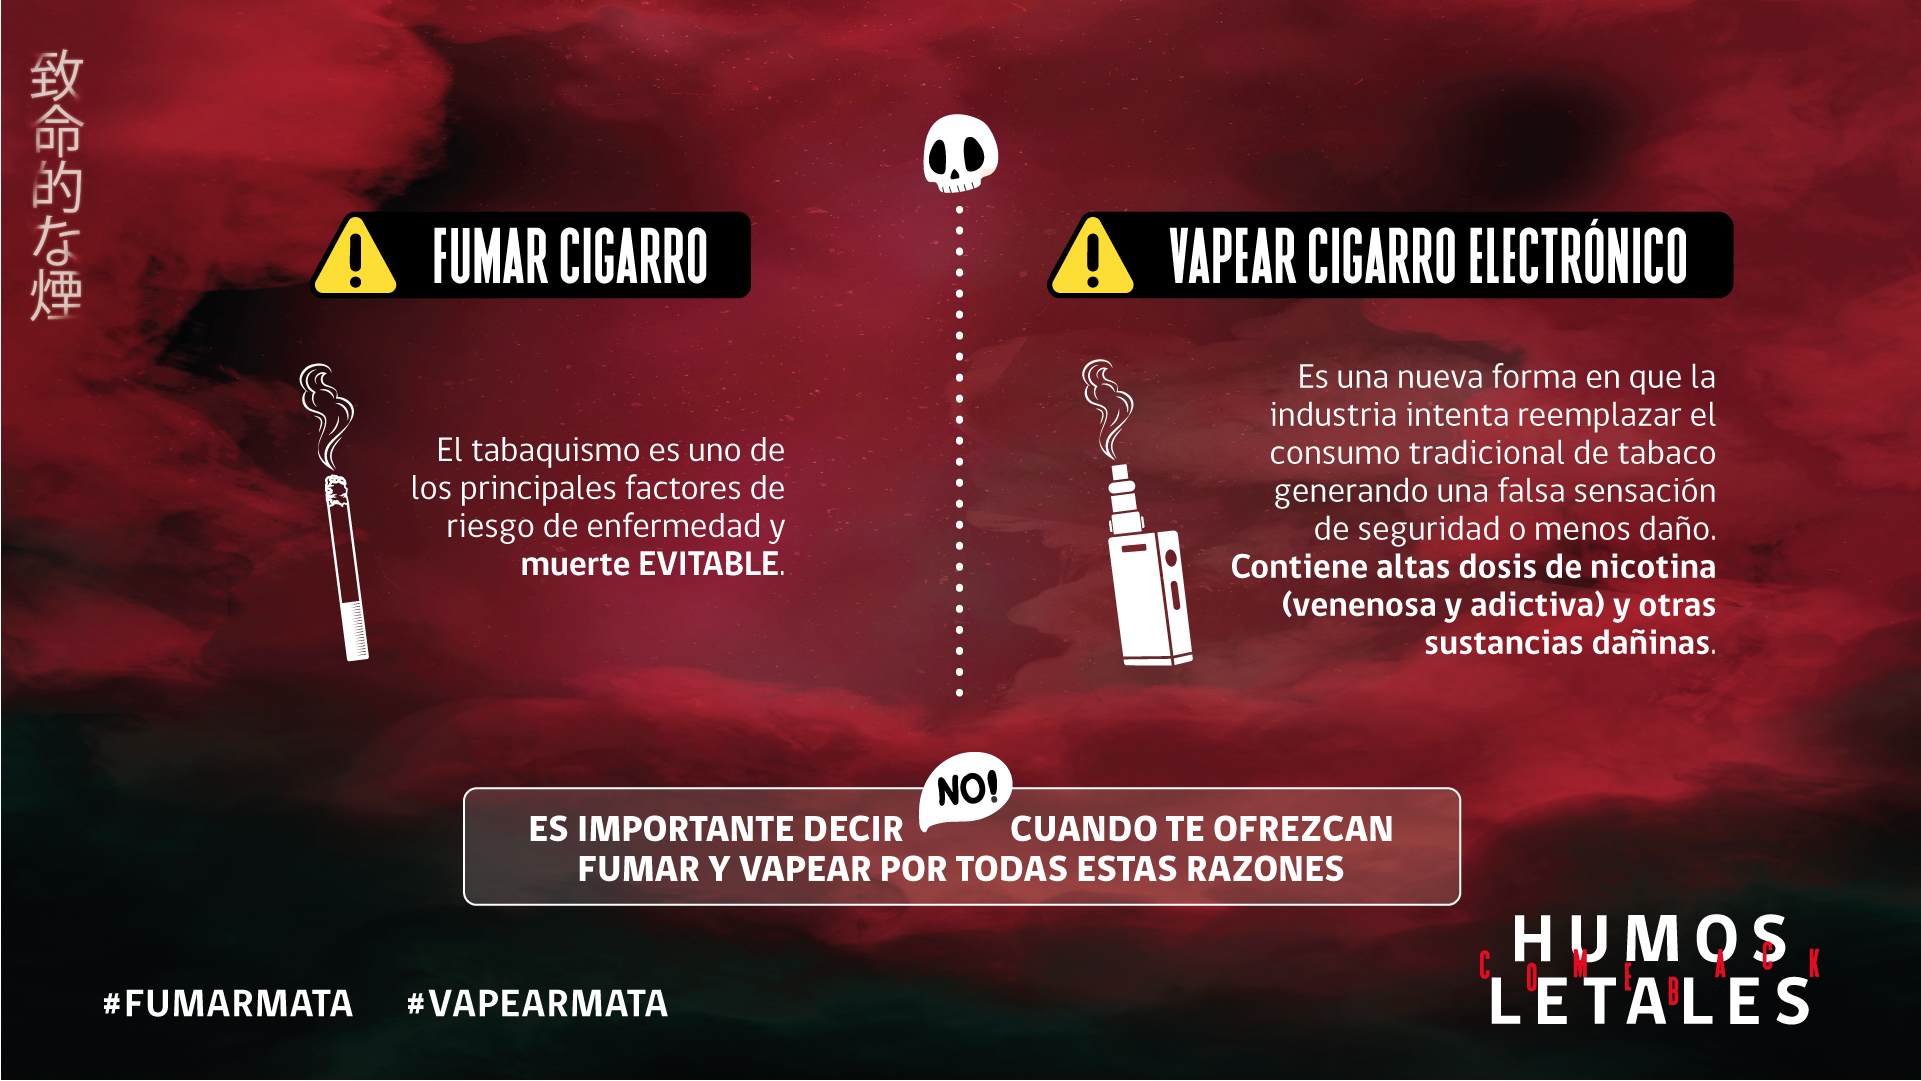 致命的な煙
FUMAR CIGARRO
El tabaquismo es uno de
los principales factores de
riesgo de enfermedad y
muerte EVITABLE.
VAPEAR CIGARRO ELECTRÓNICO
Es una nueva forma en que la
industria intenta reemplazar el
consumo tradicional de tabaco
generando una falsa sensación
de seguridad o menos daño.
Contiene altas dosis de nicotina
(venenosa y adictiva) y otras
sustancias dañinas.
ES IMPORTANTE DECIR NO! CUANDO TE OFREZCAN
FUMAR Y VAPEAR POR TODAS ESTAS RAZONES
#FUMARMATA #VAPEARMATA
HUMOS
COMEBACK
LETALES